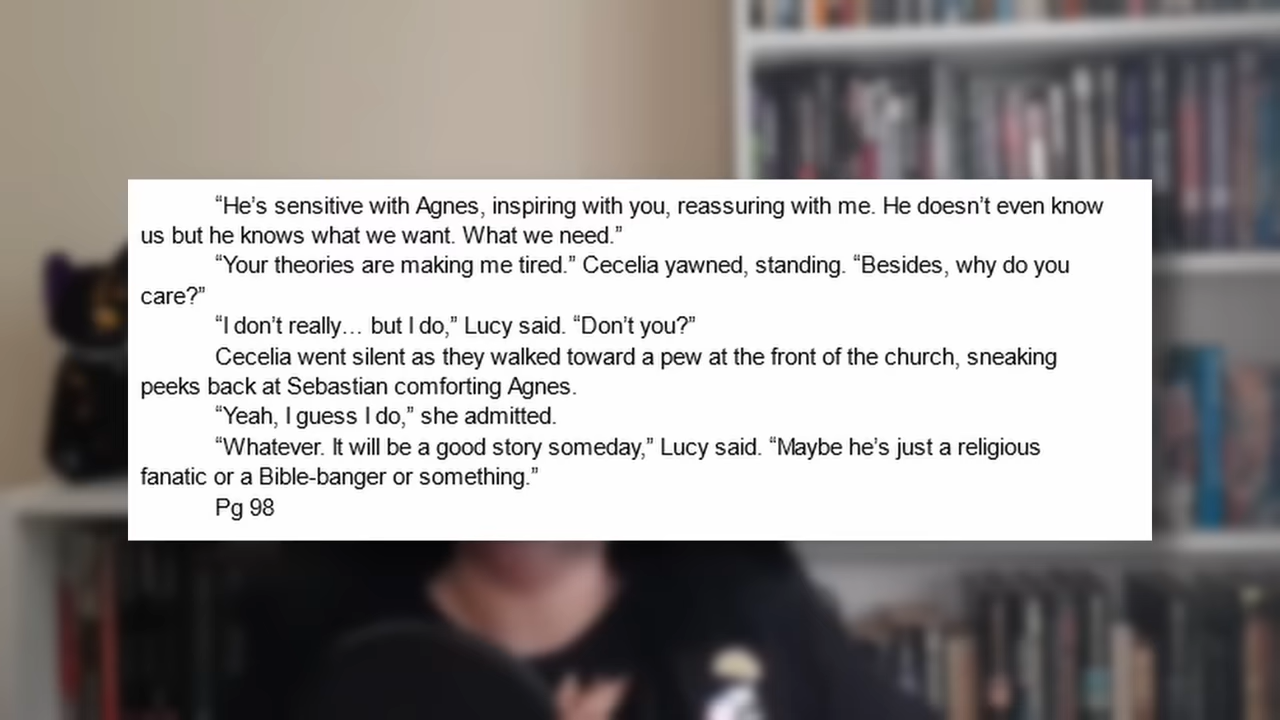 “He’s sensitive with Agnes, inspiring with you, reassuring with me. He doesn’t even know
us but he knows what we want. What we need.”
“Your theories are making me tired.” Cecelia yawned, standing. “Besides, why do you
care?”
“I don’t really… but I do,” Lucy said. “Don’t you?”
Cecelia went silent as they walked toward a pew at the front of the church, sneaking
peeks back at Sebastian comforting Agnes.
“Yeah, I guess I do,” she admitted.
“Whatever. It will be a good story someday,” Lucy said. “Maybe he’s just a religious
fanatic or a Bible-banger or something.”
Pg 98